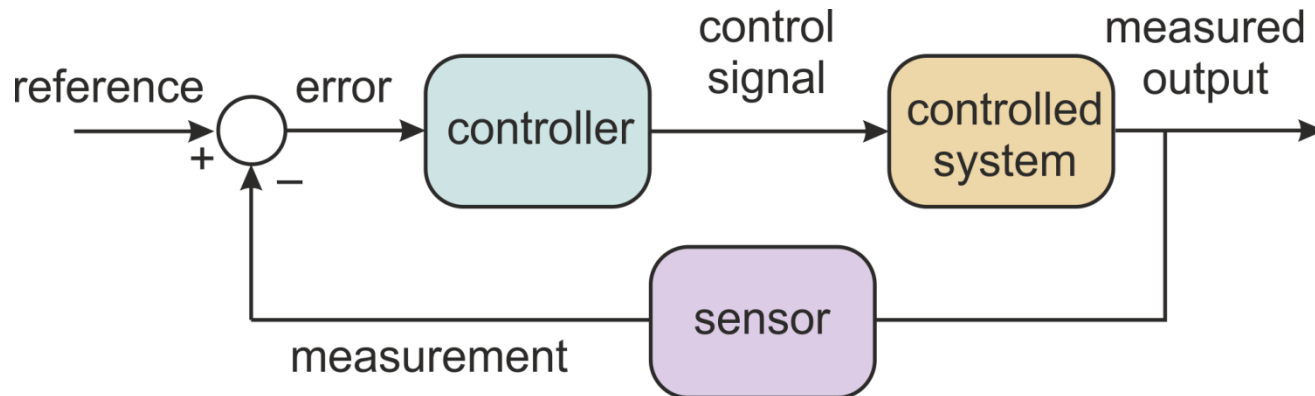 reference
+
−
error
controller
control
signal
controlled
system
measured
output
sensor
measurement